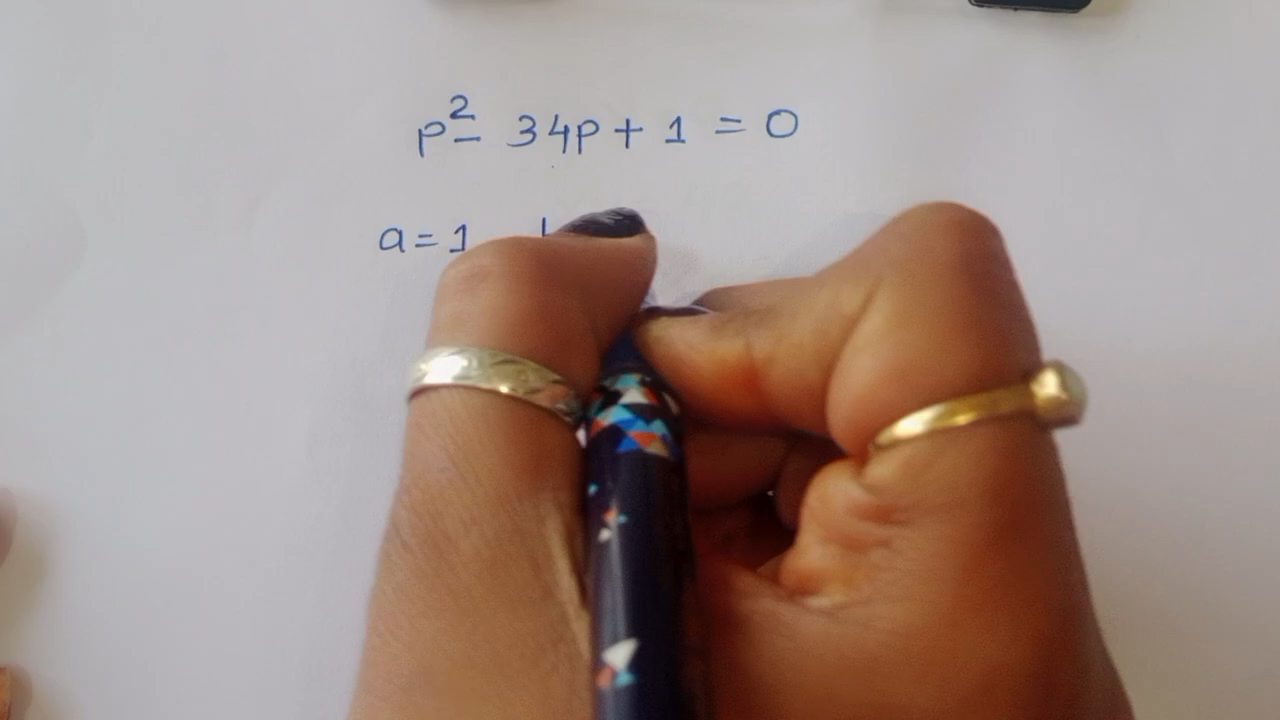 p² - 34p + 1 = 0
a = 1